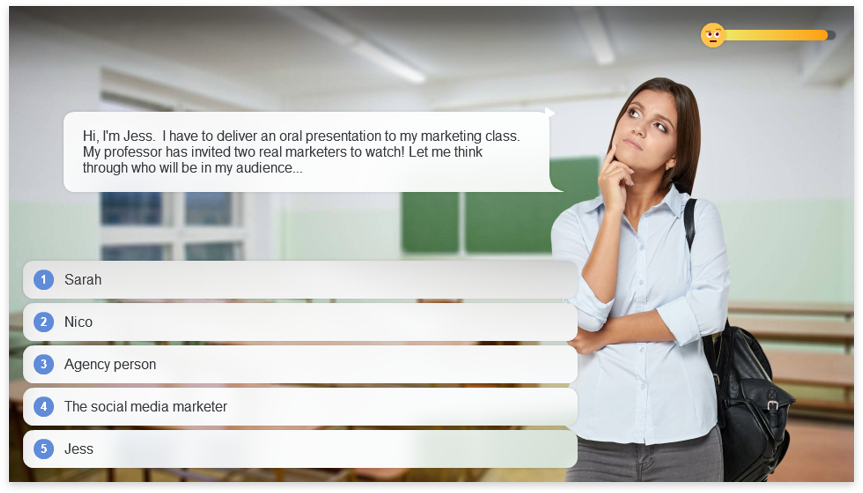 Hi, I'm Jess. I have to deliver an oral presentation to my marketing class.
My professor has invited two real marketers to watch! Let me think
through who will be in my audience...
1 Sarah
2 Nico
3 Agency person
4 The social media marketer
5 Jess